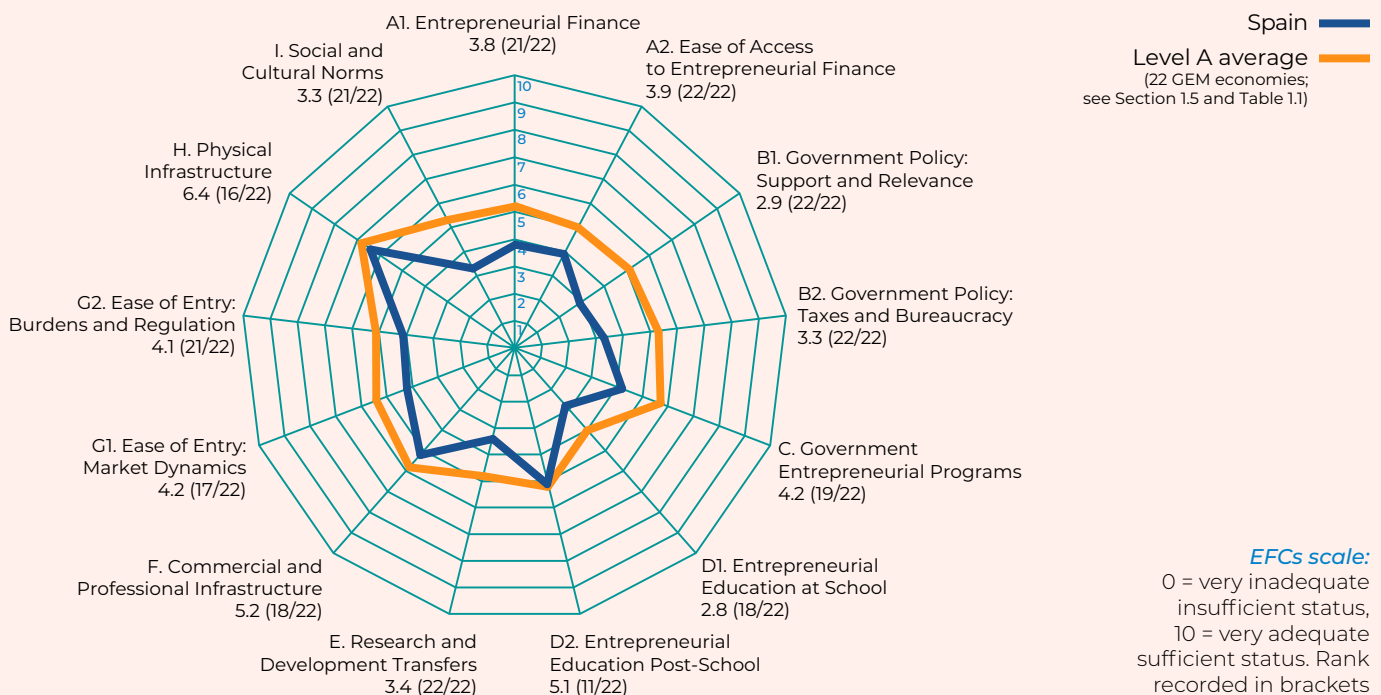 A1. Entrepreneurial Finance
3.8 (21/22)
A2. Ease of Access
to Entrepreneurial Finance
3.9 (22/22)
B1. Government Policy:
Support and Relevance
2.9 (22/22)
B2. Government Policy:
Taxes and Bureaucracy
3.3 (22/22)
C. Government
Entrepreneurial Programs
4.2 (19/22)
D1. Entrepreneurial
Education at School
2.8 (18/22)
D2. Entrepreneurial
Education Post-School
5.1 (11/22)
E. Research and
Development Transfers
3.4 (22/22)
F. Commercial and
Professional Infrastructure
5.2 (18/22)
G1. Ease of Entry:
Market Dynamics
4.2 (17/22)
G2. Ease of Entry:
Burdens and Regulation
4.1 (21/22)
H. Physical
Infrastructure
6.4 (16/22)
I. Social and
Cultural Norms
3.3 (21/22)
10
9
8
7
6
5
4
3
2
1
Spain
Level A average
(22 GEM economies;
see Section 1.5 and Table 1.1)
EFCs scale:
0 = very inadequate
insufficient status,
10 = very adequate
sufficient status. Rank
recorded in brackets